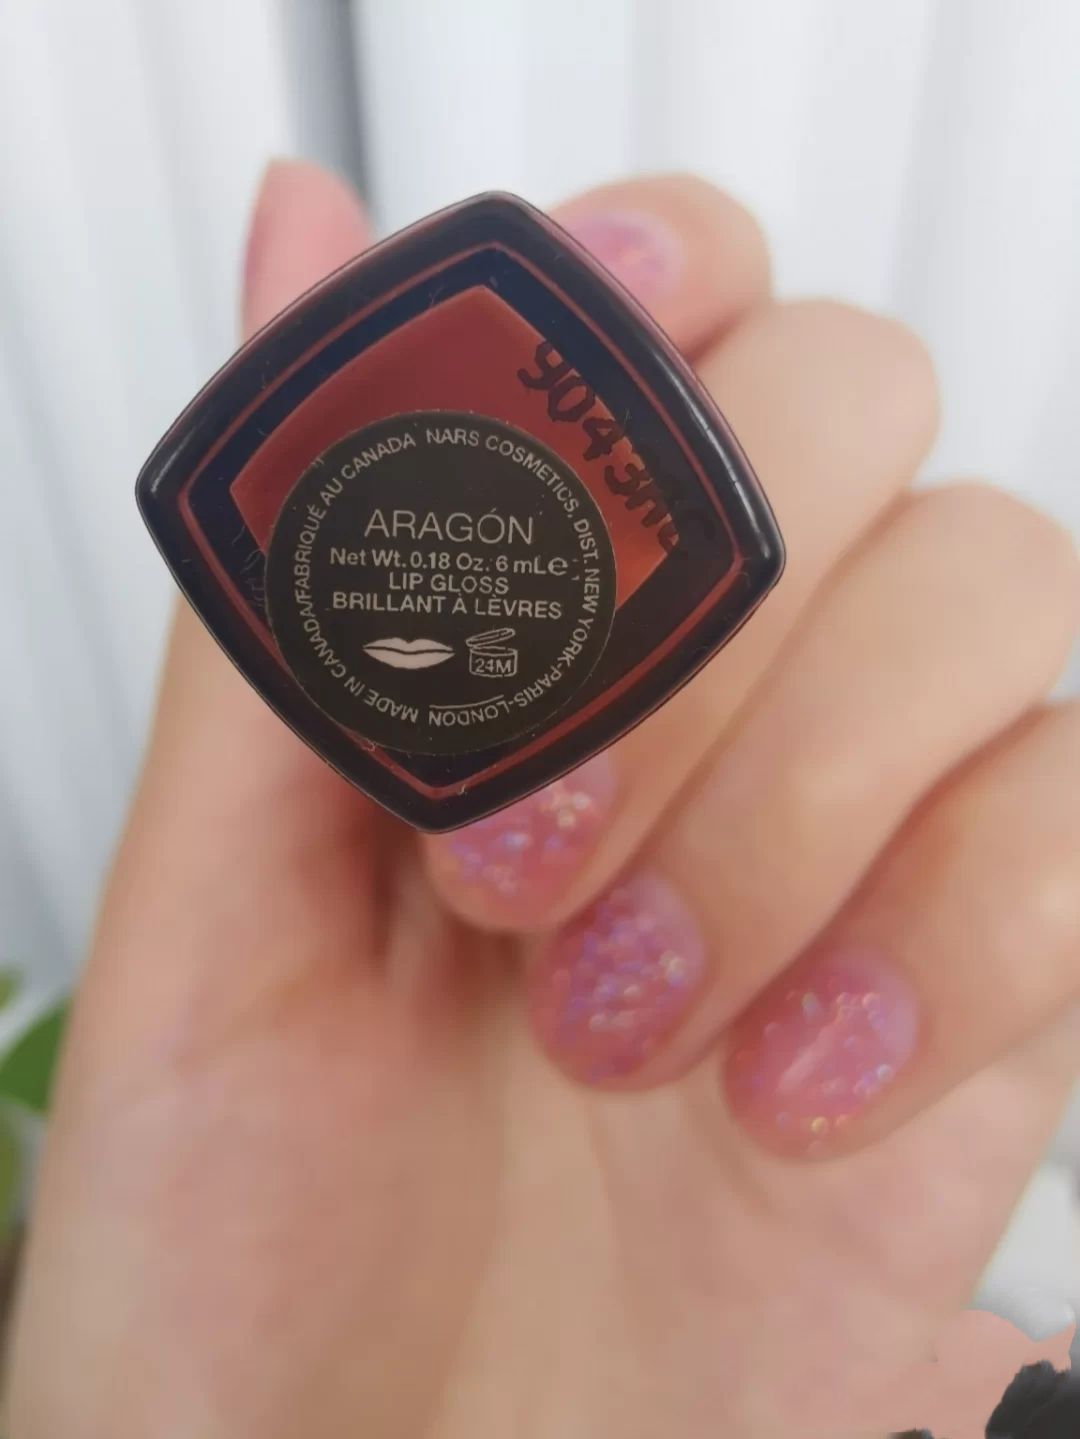 9043
ARAGÓN
Net Wt. 0.18 Oz. 6 mL℮
LIP GLOSS
BRILLANT À LÈVRES
24M
NARS COSMETICS, DIST. NEW YORK-PARIS-LONDON
MADE IN CANADA/FABRIQUÉ AU CANADA